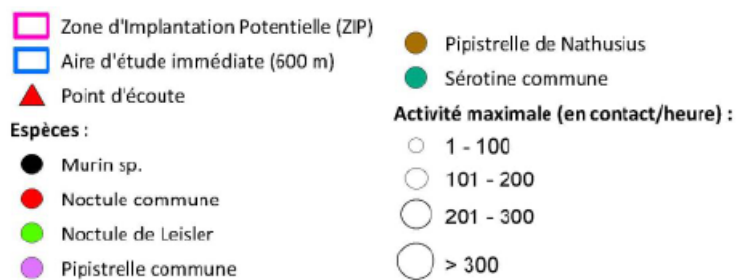 Zone d'Implantation Potentielle (ZIP)
Aire d'étude immédiate (600 m)
Point d'écoute
Espèces :
Murin sp.
Noctule commune
Noctule de Leisler
Pipistrelle commune
Pipistrelle de Nathusius
Sérotine commune
Activité maximale (en contact/heure) :
1 - 100
101 - 200
201 - 300
> 300